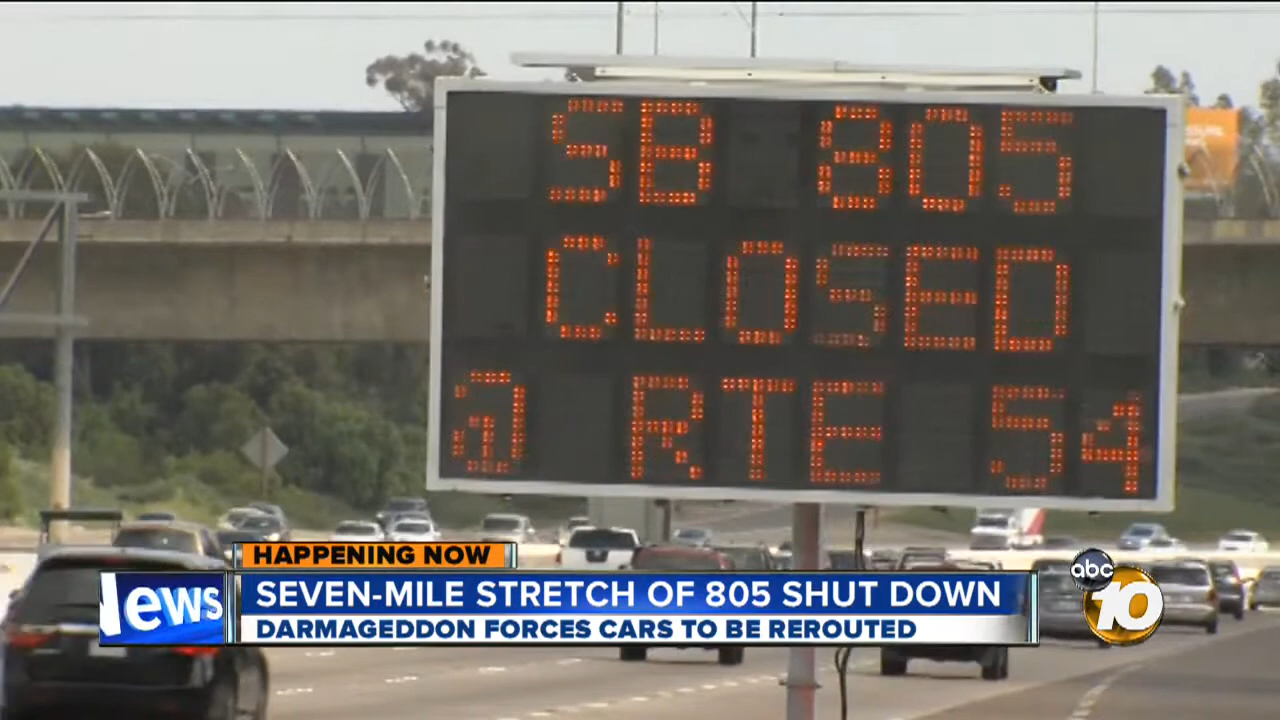 SB 805
CLOSED
@ RTE 54
HAPPENING NOW
News
SEVEN-MILE STRETCH OF 805 SHUT DOWN
DARMAGEDDON FORCES CARS TO BE REROUTED
abc
10